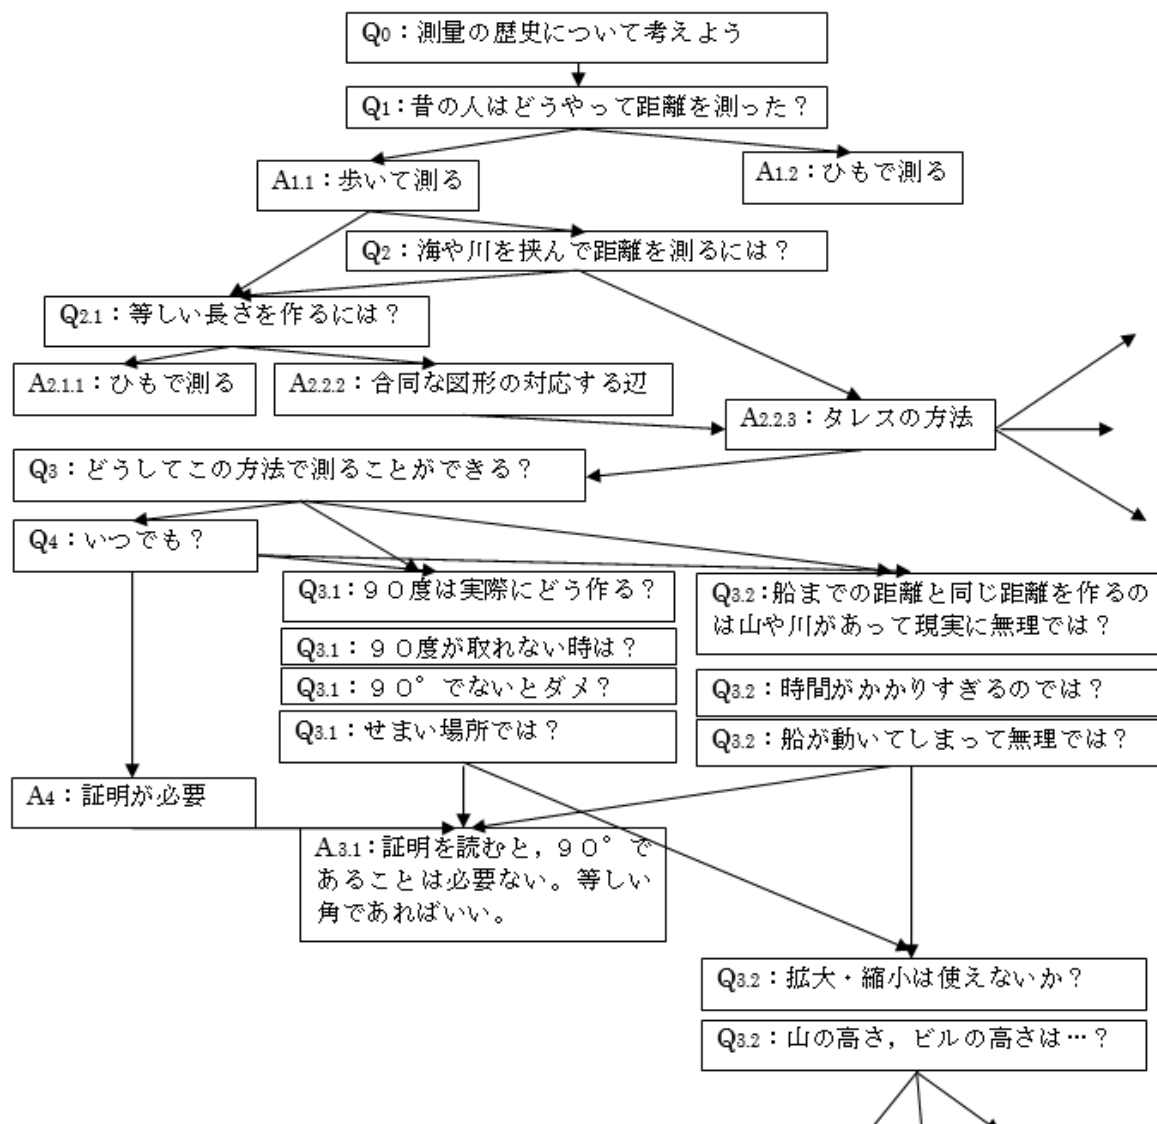 Q0：測量の歴史について考えよう
Q1：昔の人はどうやって距離を測った？
A1.1：歩いて測る
A1.2：ひもで測る
Q2：海や川を挟んで距離を測るには？
Q2.1：等しい長さを作るには？
A2.1.1：ひもで測る
A2.2.2：合同な図形の対応する辺
A2.2.3：タレスの方法
Q3：どうしてこの方法で測ることができる？
Q4：いつでも？
Q3.1：９０度は実際にどう作る？
Q3.1：９０度が取れない時は？
Q3.1：９０°でないとダメ？
Q3.1：せまい場所では？
Q3.2：船までの距離と同じ距離を作るの
は山や川があって現実に無理では？
Q3.2：時間がかかりすぎるのでは？
Q3.2：船が動いてしまって無理では？
A4：証明が必要
A.3.1：証明を読むと，９０°で
あることは必要ない。等しい
角であればいい。
Q3.2：拡大・縮小は使えないか？
Q3.2：山の高さ，ビルの高さは…？